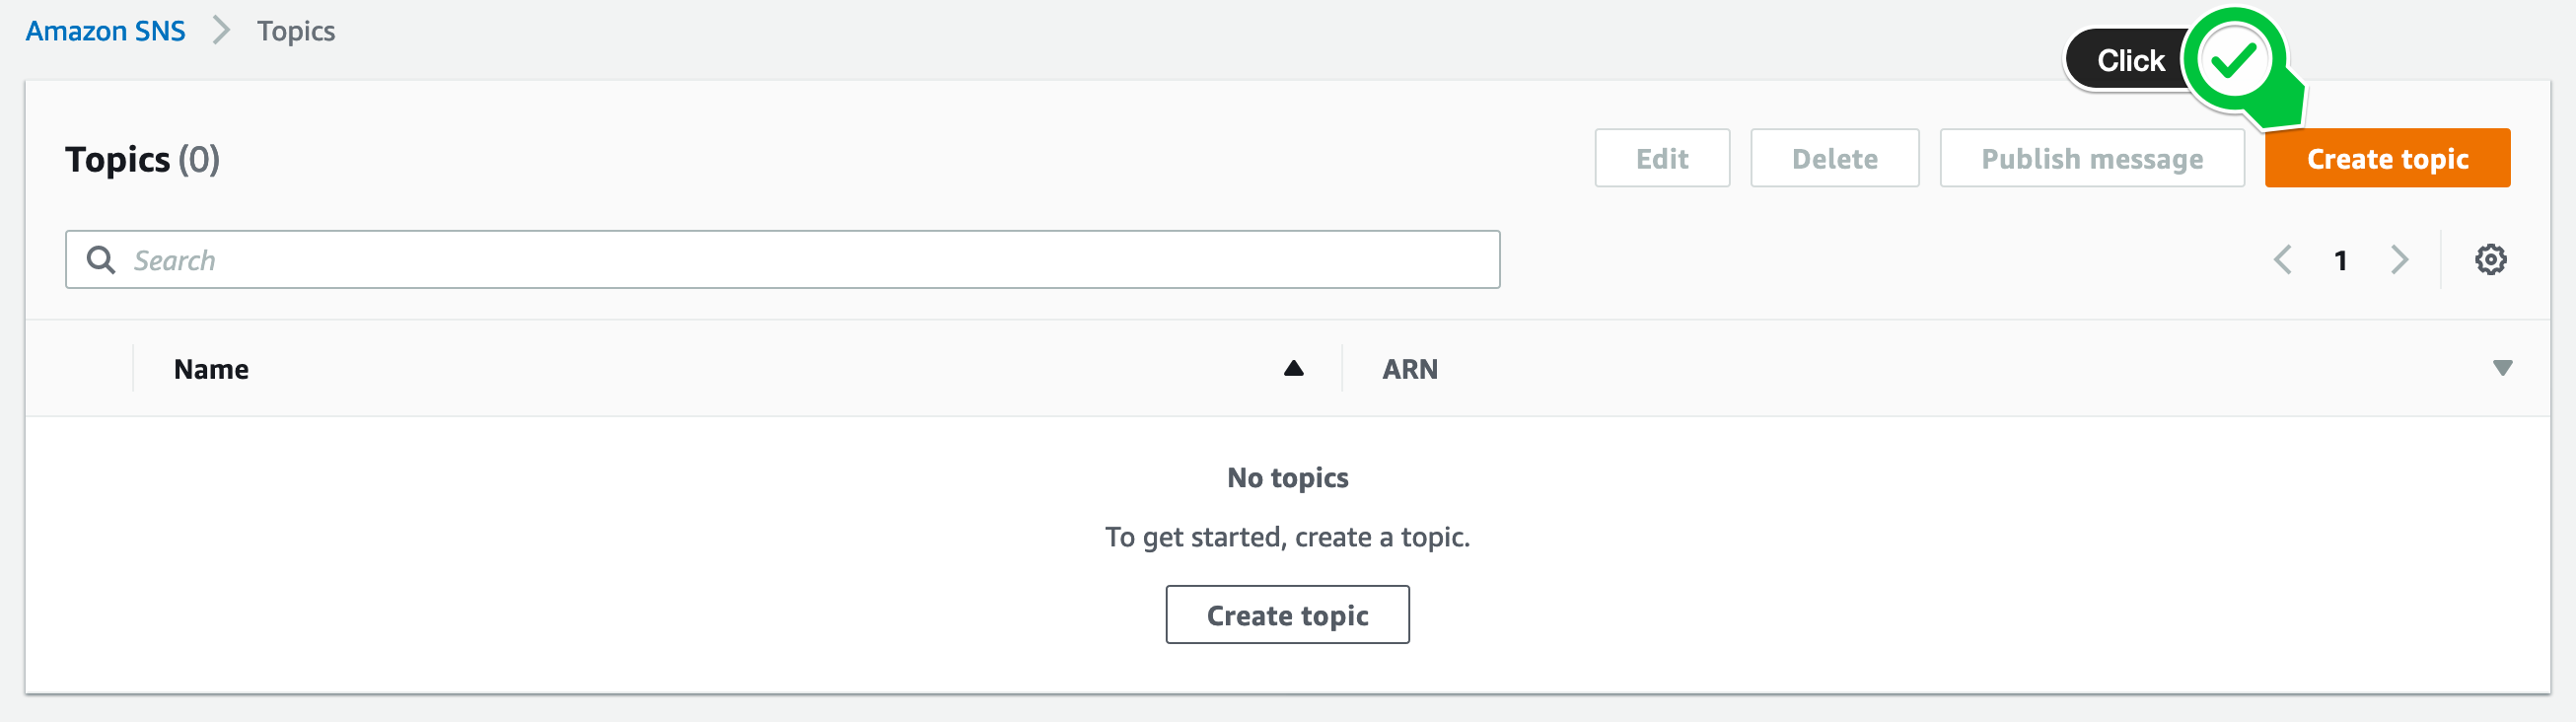 Amazon SNS > Topics
Click
Topics (0)
Edit Delete Publish message Create topic
Search
1
Name ARN
No topics
To get started, create a topic.
Create topic